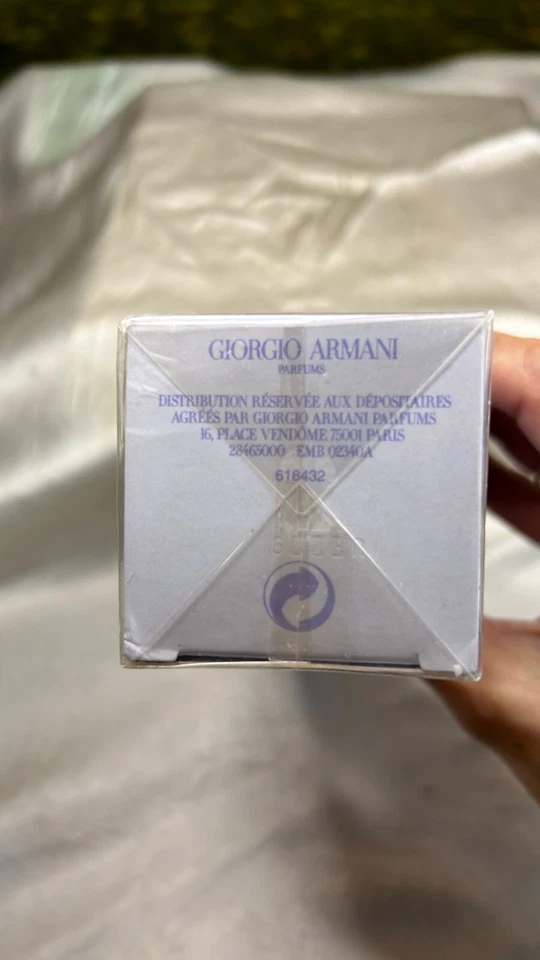 GIORGIO ARMANI
PARFUMS
DISTRIBUTION RÉSERVÉE AUX DÉPOSITAIRES
AGRÉÉS PAR GIORGIO ARMANI PARFUMS
16, PLACE VENDÔME 75001 PARIS
28465000 EMB 02340A
618432